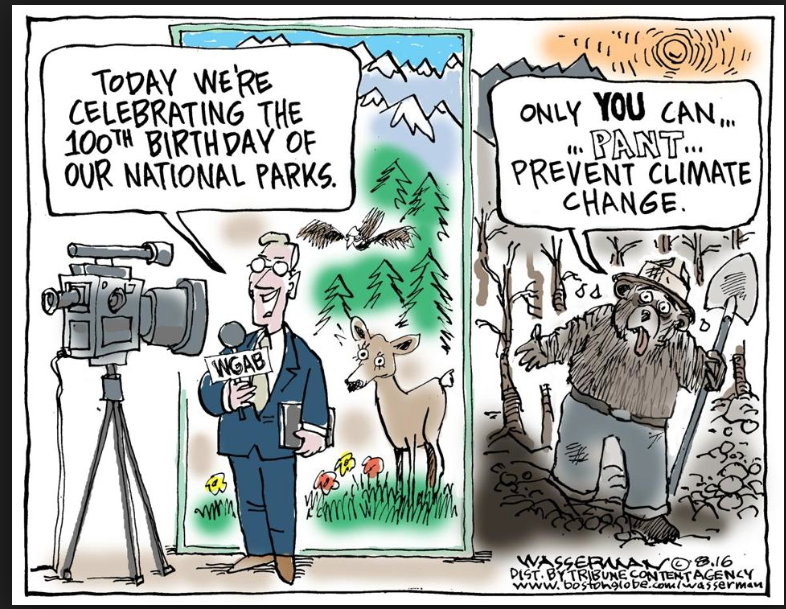 TODAY WE'RE
CELEBRATING THE
100TH BIRTHDAY OF
OUR NATIONAL PARKS.
ONLY YOU CAN...
... PANT...
PREVENT CLIMATE
CHANGE.
WGAB
WASSERMAN © 8.16
DIST. BY TRIBUNE CONTENT AGENCY
www.bostonglobe.com/wasserman